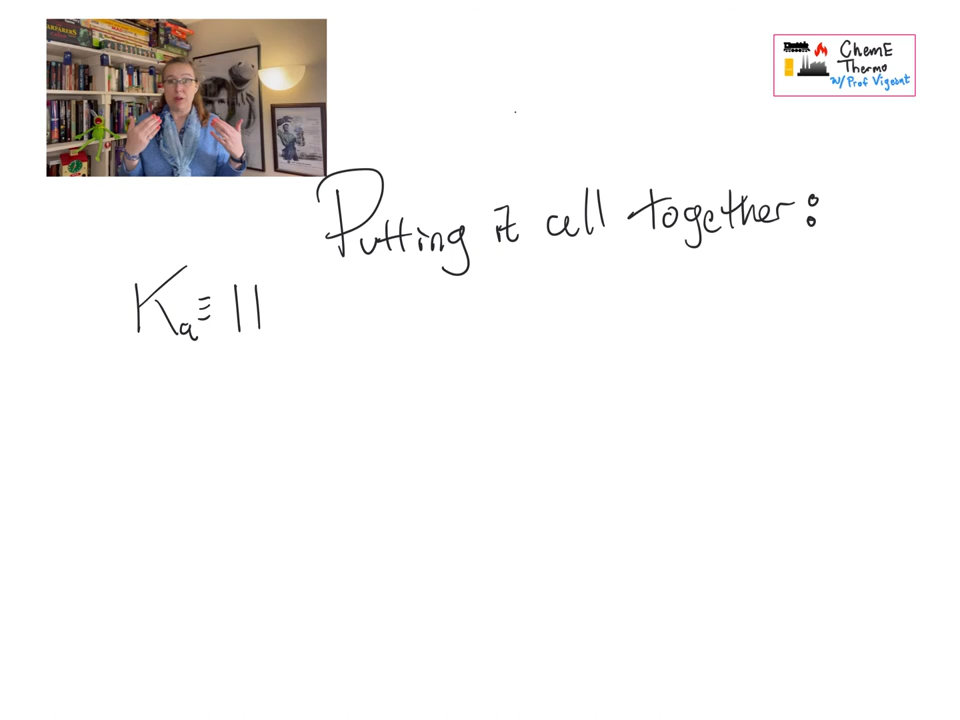 ChemE
Thermo
w/ Prof Vigeant
Putting it all together:
Ka ≡ ||